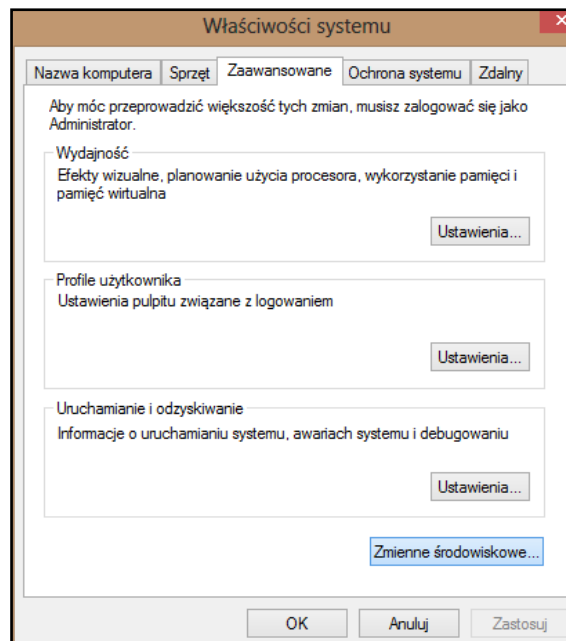 Właściwości systemu
Nazwa komputera Sprzęt Zaawansowane Ochrona systemu Zdalny
Aby móc przeprowadzić większość tych zmian, musisz zalogować się jako
Administrator.
Wydajność
Efekty wizualne, planowanie użycia procesora, wykorzystanie pamięci i
pamięć wirtualna
Ustawienia...
Profile użytkownika
Ustawienia pulpitu związane z logowaniem
Ustawienia...
Uruchamianie i odzyskiwanie
Informacje o uruchamianiu systemu, awariach systemu i debugowaniu
Ustawienia...
Zmienne środowiskowe...
OK Anuluj Zastosuj